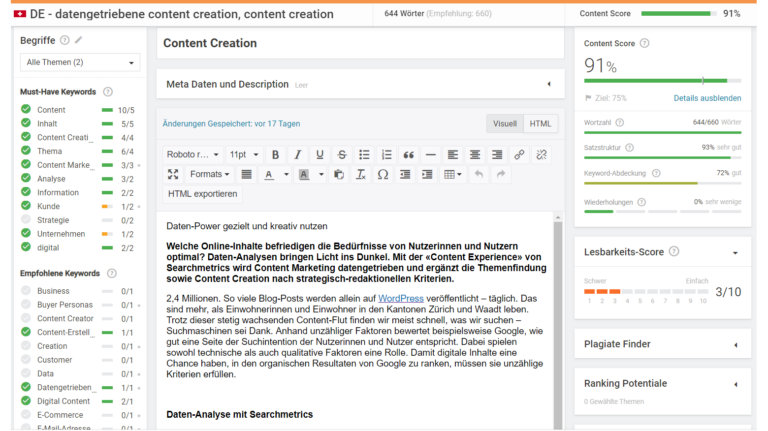 DE - datengetriebene content creation, content creation
644 Wörter (Empfehlung: 660)
Content Score 91%
Begriffe
Alle Themen (2)
Must-Have Keywords
Content 10/5
Inhalt 5/5
Content Creati_ 4/4
Thema 6/4
Content Marke_ 3/3
Analyse 3/2
Information 2/2
Kunde 1/2
Strategie 0/2
Unternehmen 1/2
digital 2/2
Empfohlene Keywords
Business 0/1
Buyer Personas 0/1
Content Creator 0/1
Content-Erstell_ 1/1
Creation 0/1
Customer 0/1
Data 0/1
Datengetrieben_ 1/1
Digital Content 2/1
E-Commerce 0/1
E-Mail-Adresse 0/1
Content Creation
Meta Daten und Description Leer
Änderungen Gespeichert: vor 17 Tagen
Visuell HTML
Roboto r... 11pt B I U S
Formats A A
HTML exportieren
Daten-Power gezielt und kreativ nutzen
Welche Online-Inhalte befriedigen die Bedürfnisse von Nutzerinnen und Nutzern
optimal? Daten-Analysen bringen Licht ins Dunkel. Mit der «Content Experience» von
Searchmetrics wird Content Marketing datengetrieben und ergänzt die Themenfindung
sowie Content Creation nach strategisch-redaktionellen Kriterien.
2,4 Millionen. So viele Blog-Posts werden allein auf WordPress veröffentlicht – täglich. Das
sind mehr, als Einwohnerinnen und Einwohner in den Kantonen Zürich und Waadt leben.
Trotz dieser stetig wachsenden Content-Flut finden wir meist schnell, was wir suchen –
Suchmaschinen sei Dank. Anhand unzähliger Faktoren bewertet beispielsweise Google, wie
gut eine Seite der Suchintention der Nutzerinnen und Nutzer entspricht. Dabei spielen
sowohl technische als auch qualitative Faktoren eine Rolle. Damit digitale Inhalte eine
Chance haben, in den organischen Resultaten von Google zu ranken, müssen sie unzählige
Kriterien erfüllen.
Daten-Analyse mit Searchmetrics
Content Score
91%
Ziel: 75% Details ausblenden
Wortzahl 644/660 Wörter
Satzstruktur 93% sehr gut
Keyword-Abdeckung 72% gut
Wiederholungen 0% sehr wenige
Lesbarkeits-Score
Schwer Einfach
1 2 3 4 5 6 7 8 9 10
3/10
Plagiate Finder
Ranking Potentiale
0 Gewählte Themen